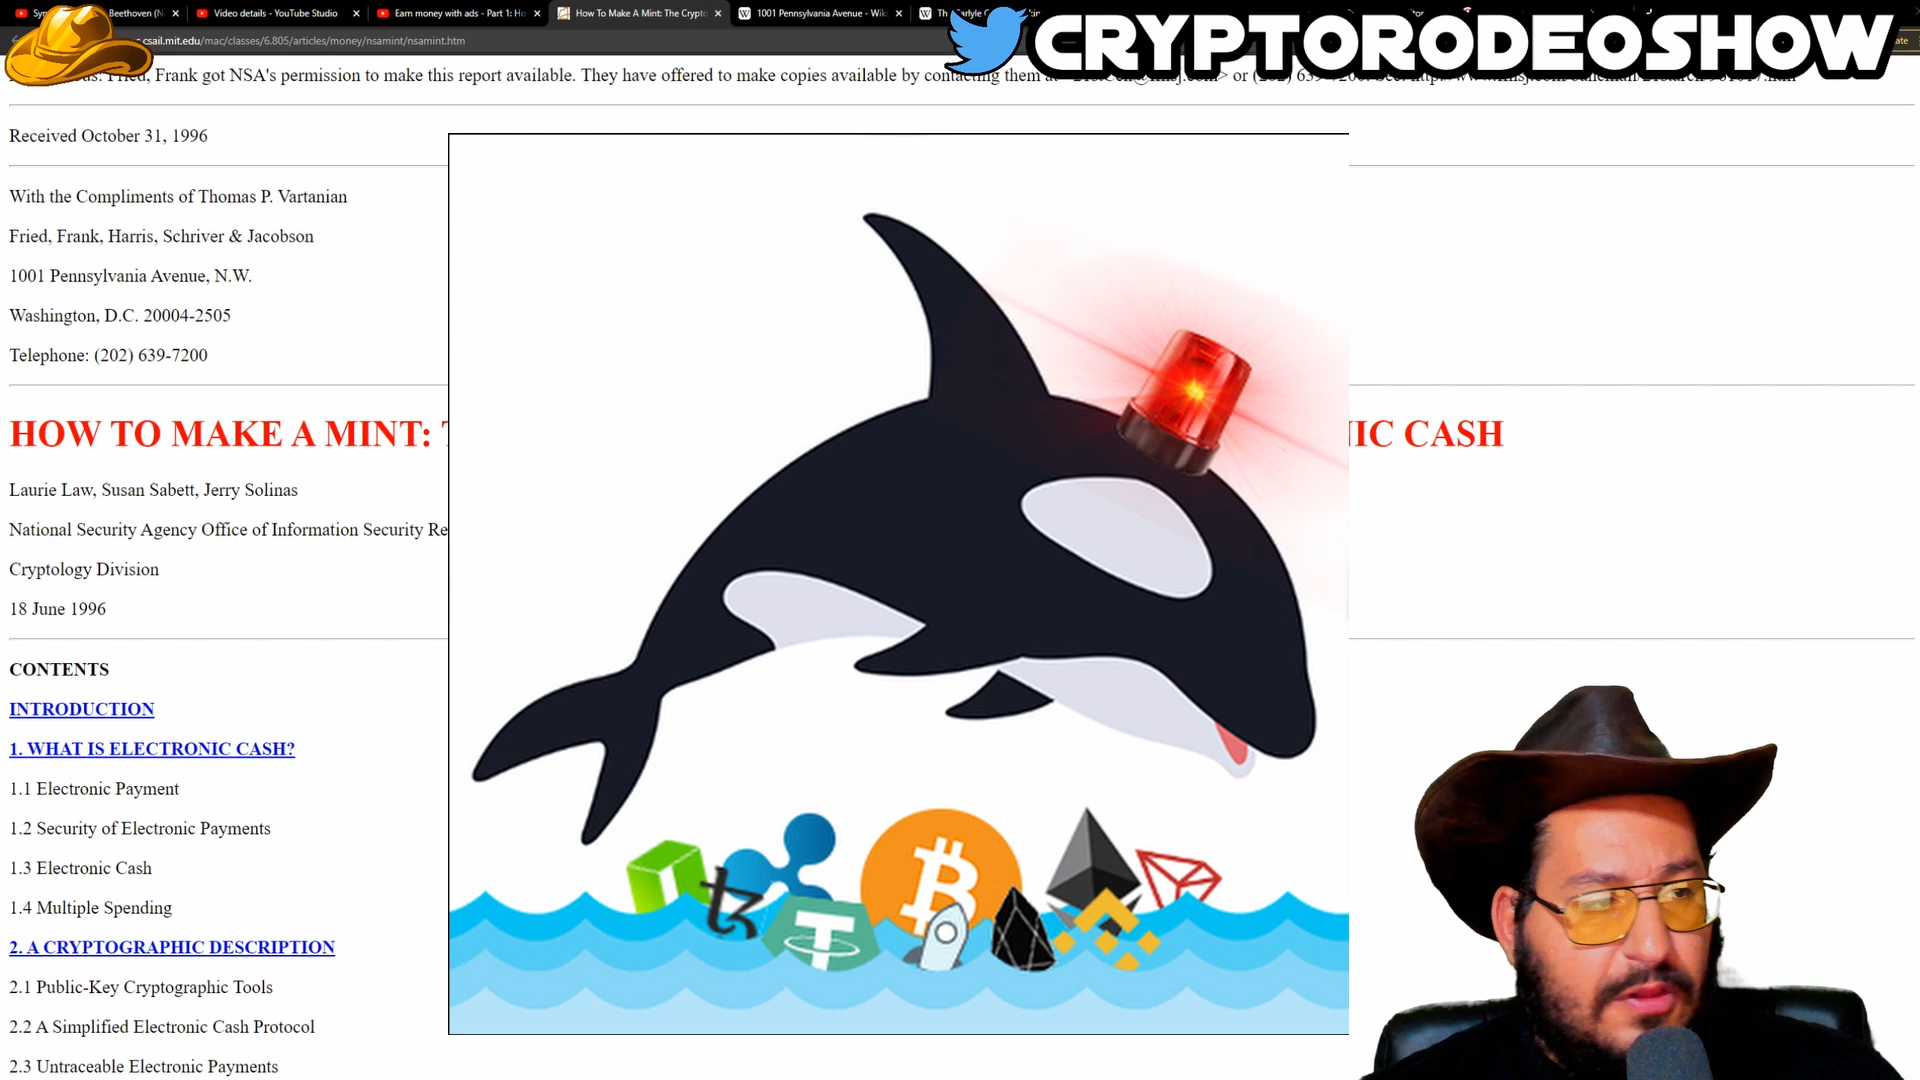 Beethoven (N
Video details - YouTube Studio
Earn money with ads - Part 1: Ho
How To Make A Mint: The Crypto
1001 Pennsylvania Avenue - Wiki
CRYPTORODEOSHOW
csail.mit.edu/mac/classes/6.805/articles/money/nsamint/nsamint.htm
Frank got NSA's permission to make this report available. They have offered to make copies available by contacting them at
Received October 31, 1996
With the Compliments of Thomas P. Vartanian
Fried, Frank, Harris, Schriver & Jacobson
1001 Pennsylvania Avenue, N.W.
Washington, D.C. 20004-2505
Telephone: (202) 639-7200
HOW TO MAKE A MINT: IC CASH
Laurie Law, Susan Sabett, Jerry Solinas
National Security Agency Office of Information Security Re
Cryptology Division
18 June 1996
CONTENTS
INTRODUCTION
1. WHAT IS ELECTRONIC CASH?
1.1 Electronic Payment
1.2 Security of Electronic Payments
1.3 Electronic Cash
1.4 Multiple Spending
2. A CRYPTOGRAPHIC DESCRIPTION
2.1 Public-Key Cryptographic Tools
2.2 A Simplified Electronic Cash Protocol
2.3 Untraceable Electronic Payments